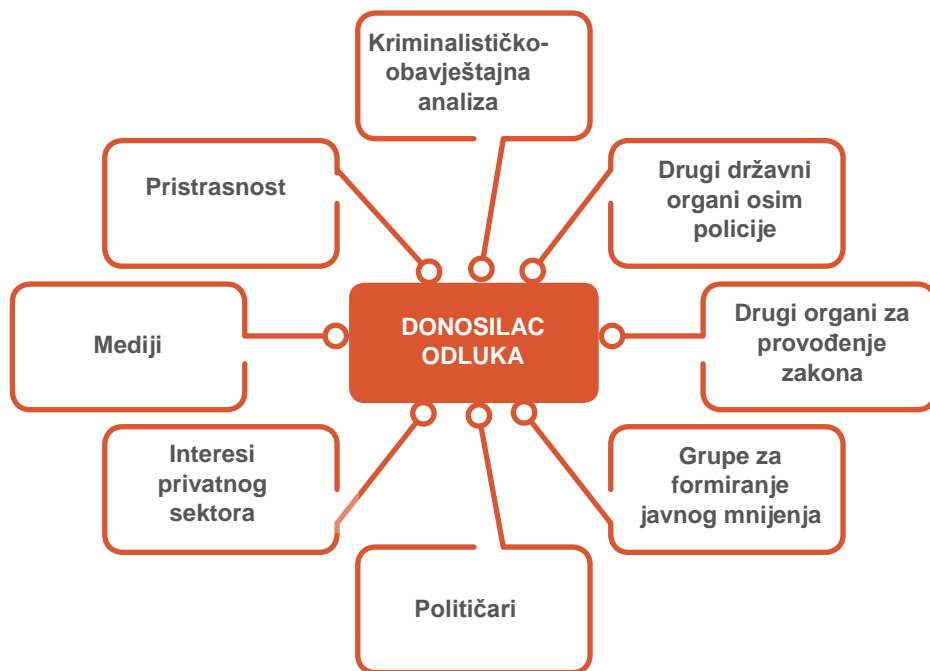 Kriminalističko-
obavještajna
analiza
Pristrasnost
Drugi državni
organi osim
policije
Mediji
DONOSILAC
ODLUKA
Drugi organi za
provođenje
zakona
Interesi
privatnog
sektora
Grupe za
formiranje
javnog mnijenja
Političari